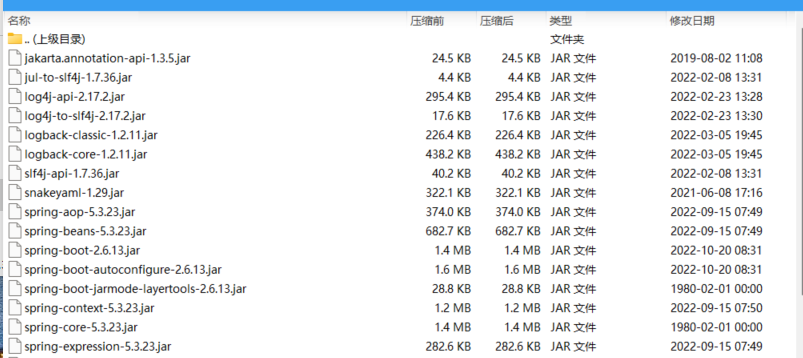 名称 压缩前 压缩后 类型 修改日期
.. (上级目录) 文件夹
jakarta.annotation-api-1.3.5.jar 24.5 KB 24.5 KB JAR 文件 2019-08-02 11:08
jul-to-slf4j-1.7.36.jar 4.4 KB 4.4 KB JAR 文件 2022-02-08 13:31
log4j-api-2.17.2.jar 295.4 KB 295.4 KB JAR 文件 2022-02-23 13:28
log4j-to-slf4j-2.17.2.jar 17.6 KB 17.6 KB JAR 文件 2022-02-23 13:30
logback-classic-1.2.11.jar 226.4 KB 226.4 KB JAR 文件 2022-03-05 19:45
logback-core-1.2.11.jar 438.2 KB 438.2 KB JAR 文件 2022-03-05 19:45
slf4j-api-1.7.36.jar 40.2 KB 40.2 KB JAR 文件 2022-02-08 13:31
snakeyaml-1.29.jar 322.1 KB 322.1 KB JAR 文件 2021-06-08 17:16
spring-aop-5.3.23.jar 374.0 KB 374.0 KB JAR 文件 2022-09-15 07:49
spring-beans-5.3.23.jar 682.7 KB 682.7 KB JAR 文件 2022-09-15 07:49
spring-boot-2.6.13.jar 1.4 MB 1.4 MB JAR 文件 2022-10-20 08:31
spring-boot-autoconfigure-2.6.13.jar 1.6 MB 1.6 MB JAR 文件 2022-10-20 08:31
spring-boot-jarmode-layertools-2.6.13.jar 28.8 KB 28.8 KB JAR 文件 1980-02-01 00:00
spring-context-5.3.23.jar 1.2 MB 1.2 MB JAR 文件 2022-09-15 07:50
spring-core-5.3.23.jar 1.4 MB 1.4 MB JAR 文件 1980-02-01 00:00
spring-expression-5.3.23.jar 282.6 KB 282.6 KB JAR 文件 2022-09-15 07:49